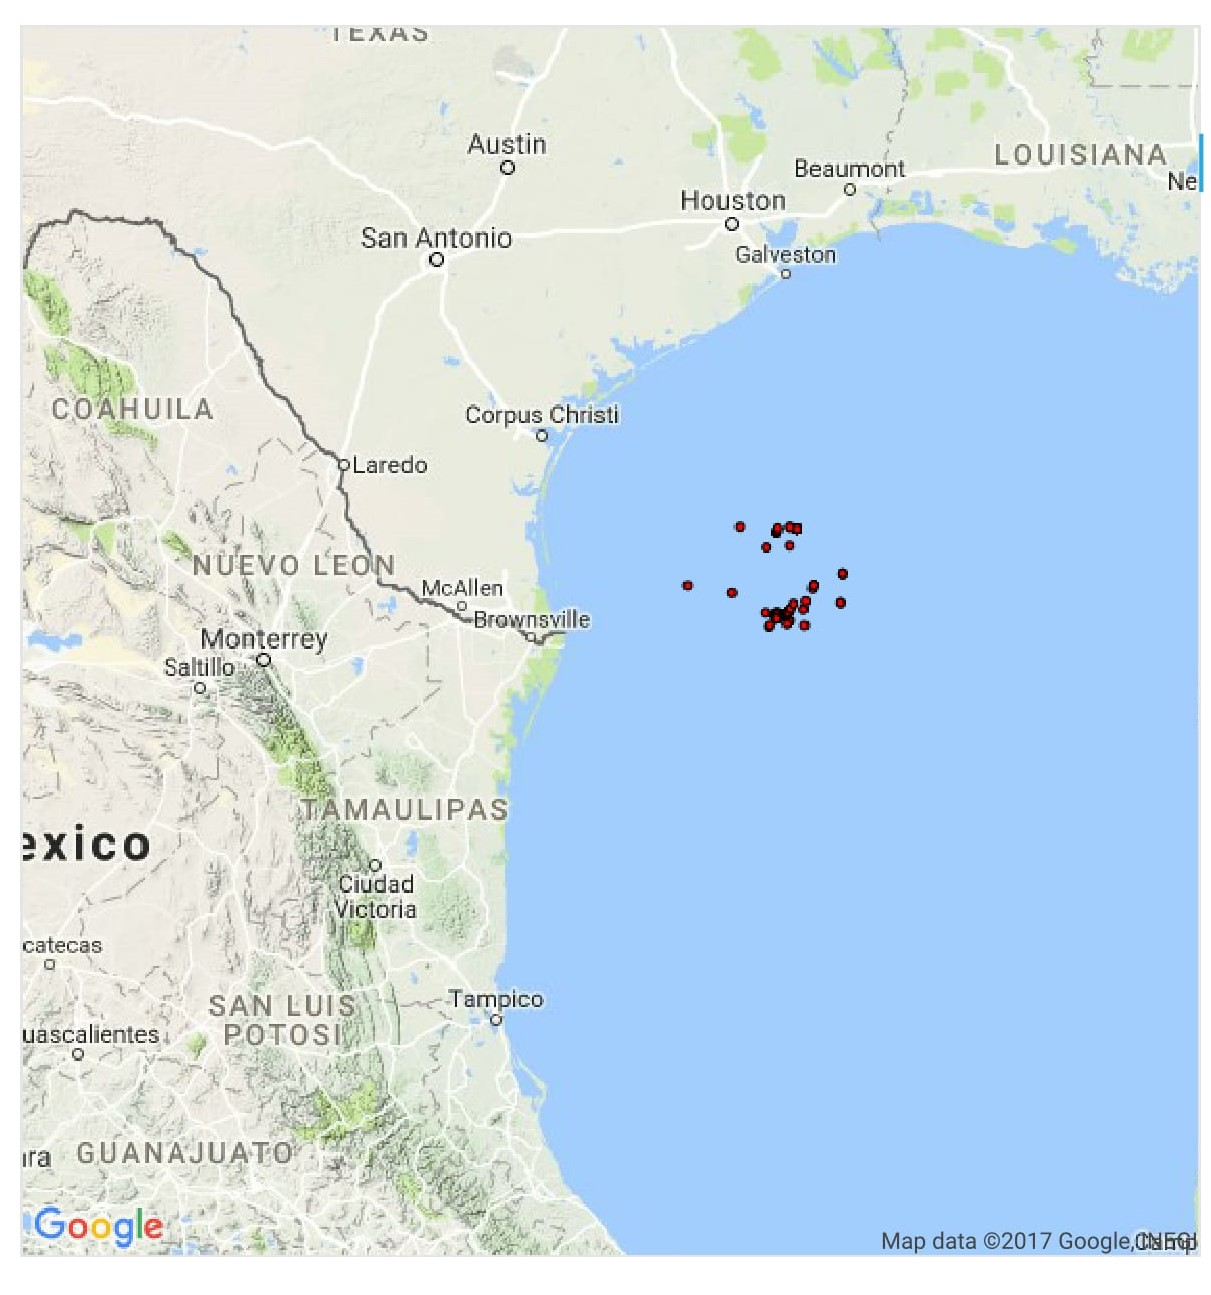 TEXAS
Austin
LOUISIANA
Beaumont
Ne
Houston
San Antonio
Galveston
COAHUILA
Corpus Christi
Laredo
NUEVO LEON
McAllen
Brownsville
Monterrey
Saltillo
TAMAULIPAS
exico
Ciudad
Victoria
catecas
Tampico
SAN LUIS
POTOSI
uascalientes
GUANAJUATO
ira
Google
Map data ©2017 Google, INEGI